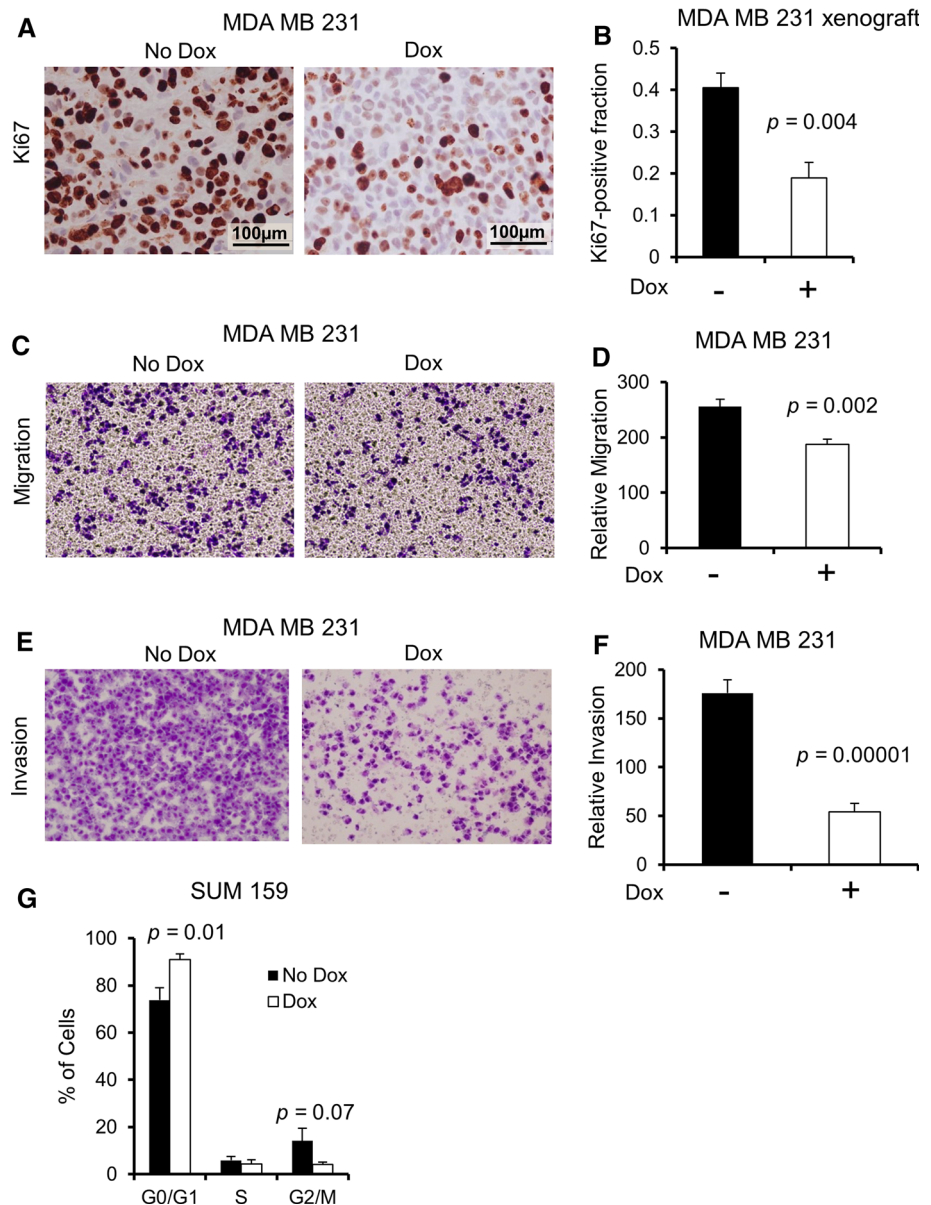 A
MDA MB 231
No Dox
Dox
Ki67
100µm
100µm
B
MDA MB 231 xenograft
Ki67-positive fraction
0.5
0.4
0.3
0.2
0.1
0
p = 0.004
Dox
-
+
C
MDA MB 231
No Dox
Dox
Migration
D
MDA MB 231
Relative Migration
300
200
100
0
p = 0.002
Dox
-
+
E
MDA MB 231
No Dox
Dox
Invasion
F
MDA MB 231
Relative Invasion
200
150
100
50
0
p = 0.00001
Dox
-
+
G
SUM 159
% of Cells
100
80
60
40
20
0
p = 0.01
No Dox
Dox
p = 0.07
G0/G1
S
G2/M